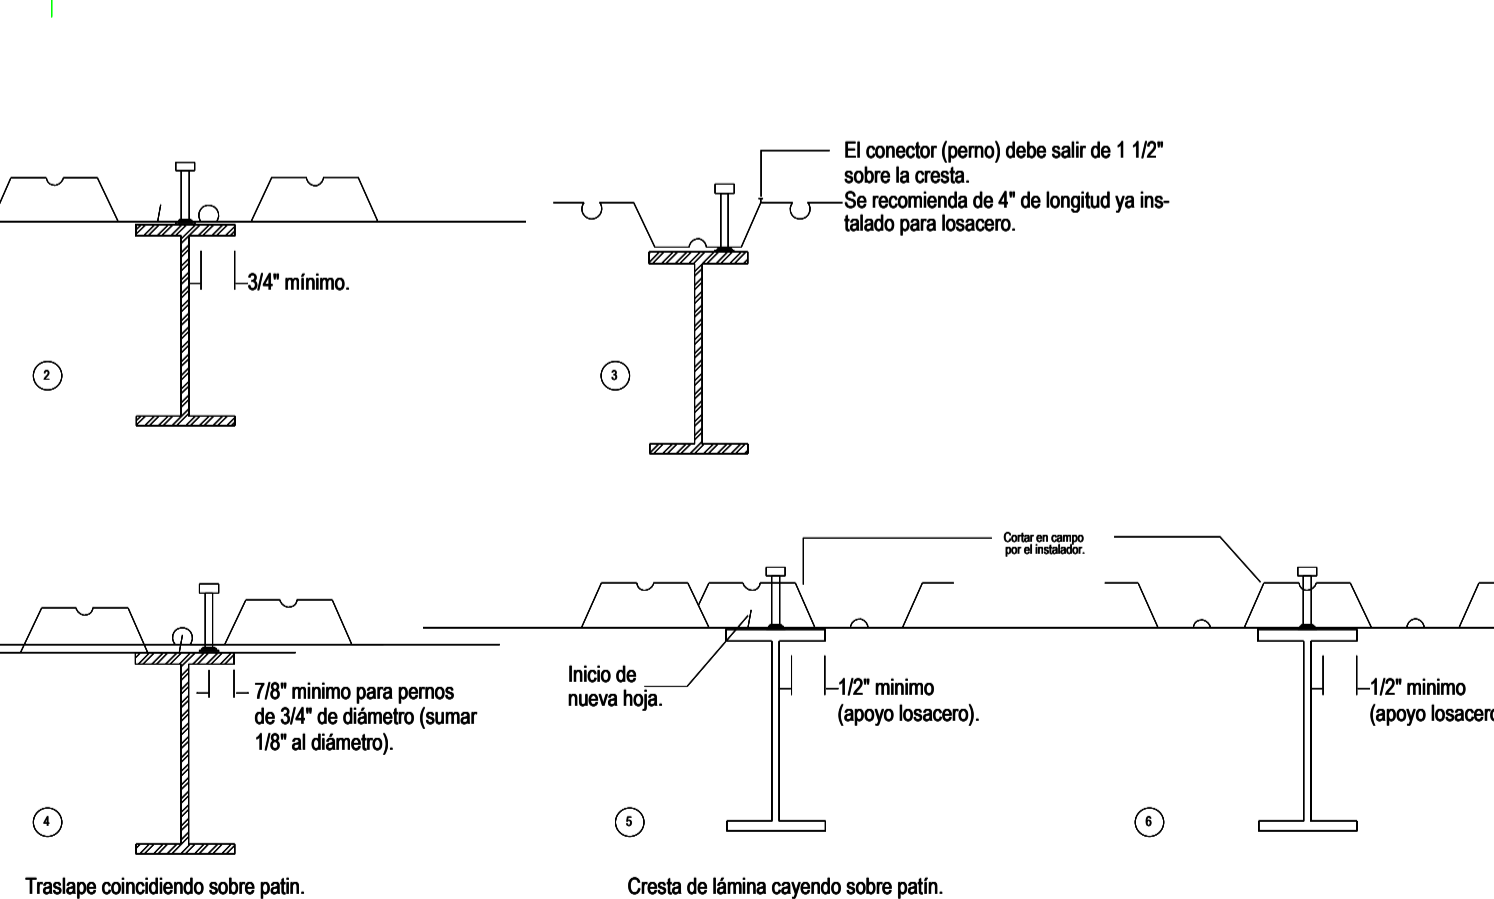 El conector (perno) debe salir de 1 1/2"
sobre la cresta.
Se recomienda de 4" de longitud ya ins-
talado para losacero.
3/4" mínimo.
2
3
Cortar en campo
por el instalador.
Inicio de
nueva hoja.
7/8" minimo para pernos
de 3/4" de diámetro (sumar
1/8" al diámetro).
1/2" minimo
(apoyo losacero).
1/2" minimo
(apoyo losacero
4
5
6
Traslape coincidiendo sobre patin.
Cresta de lámina cayendo sobre patín.